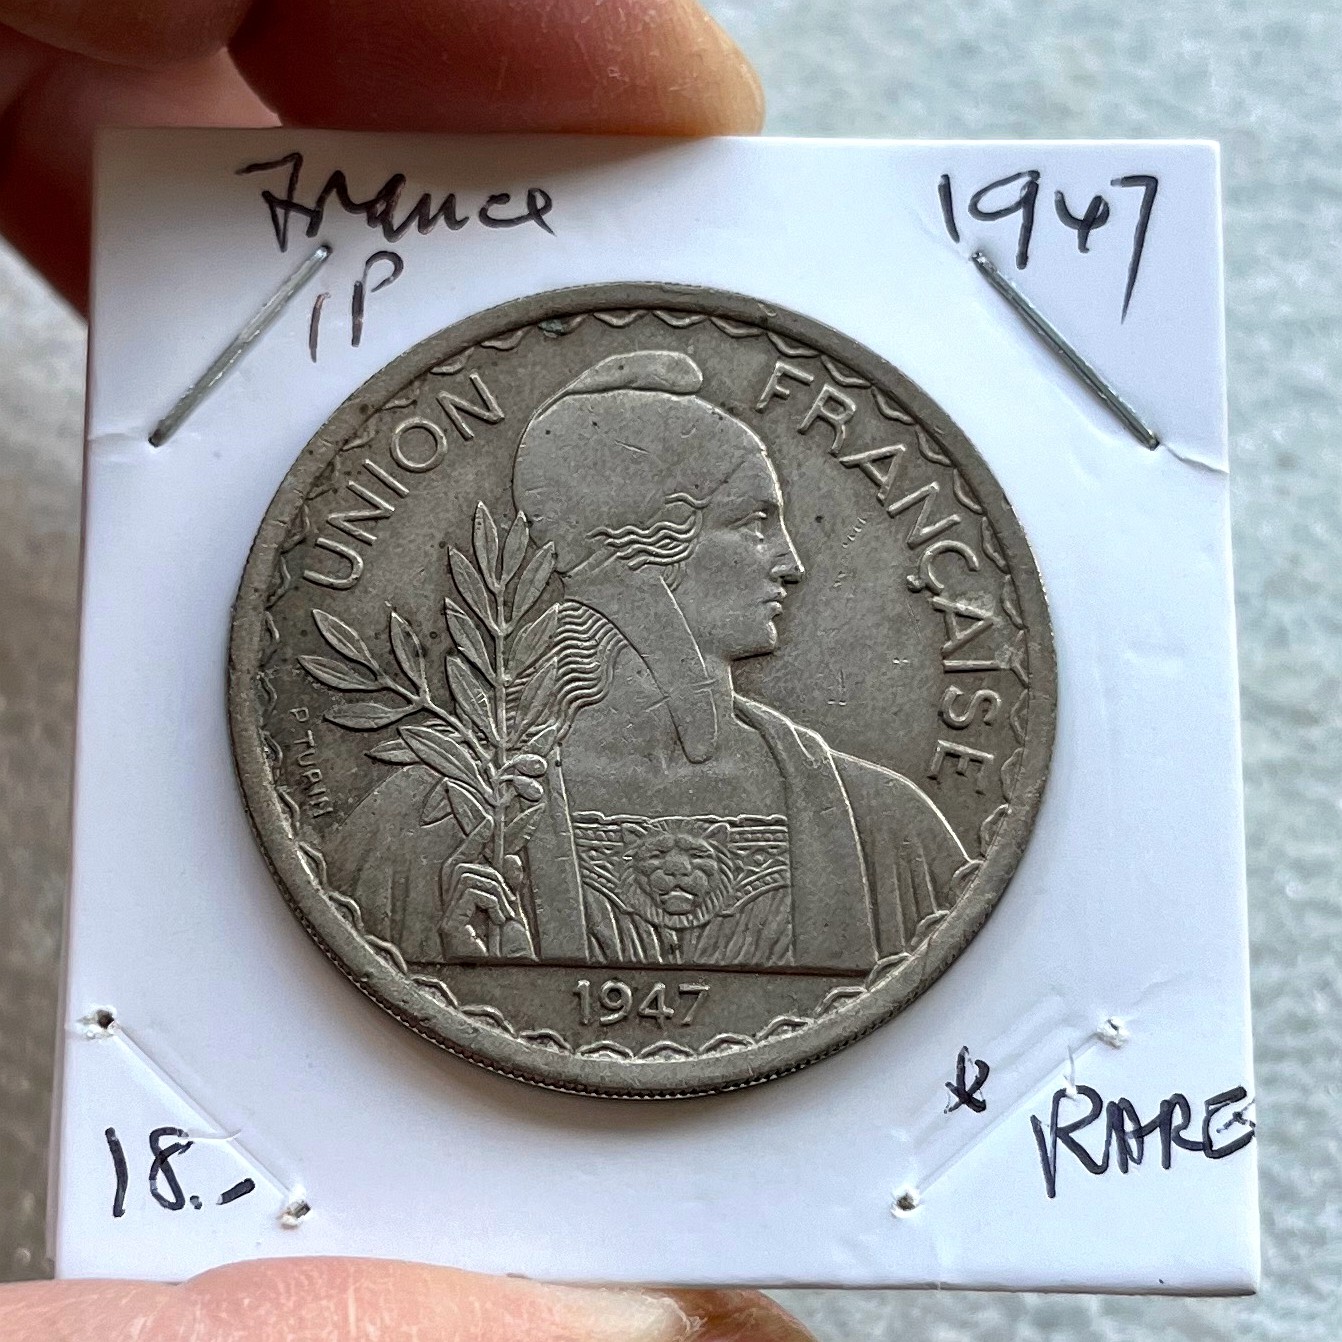 France
1947
1P
UNION FRANÇAISE
P. TURIN
1947
18.-
* RARE